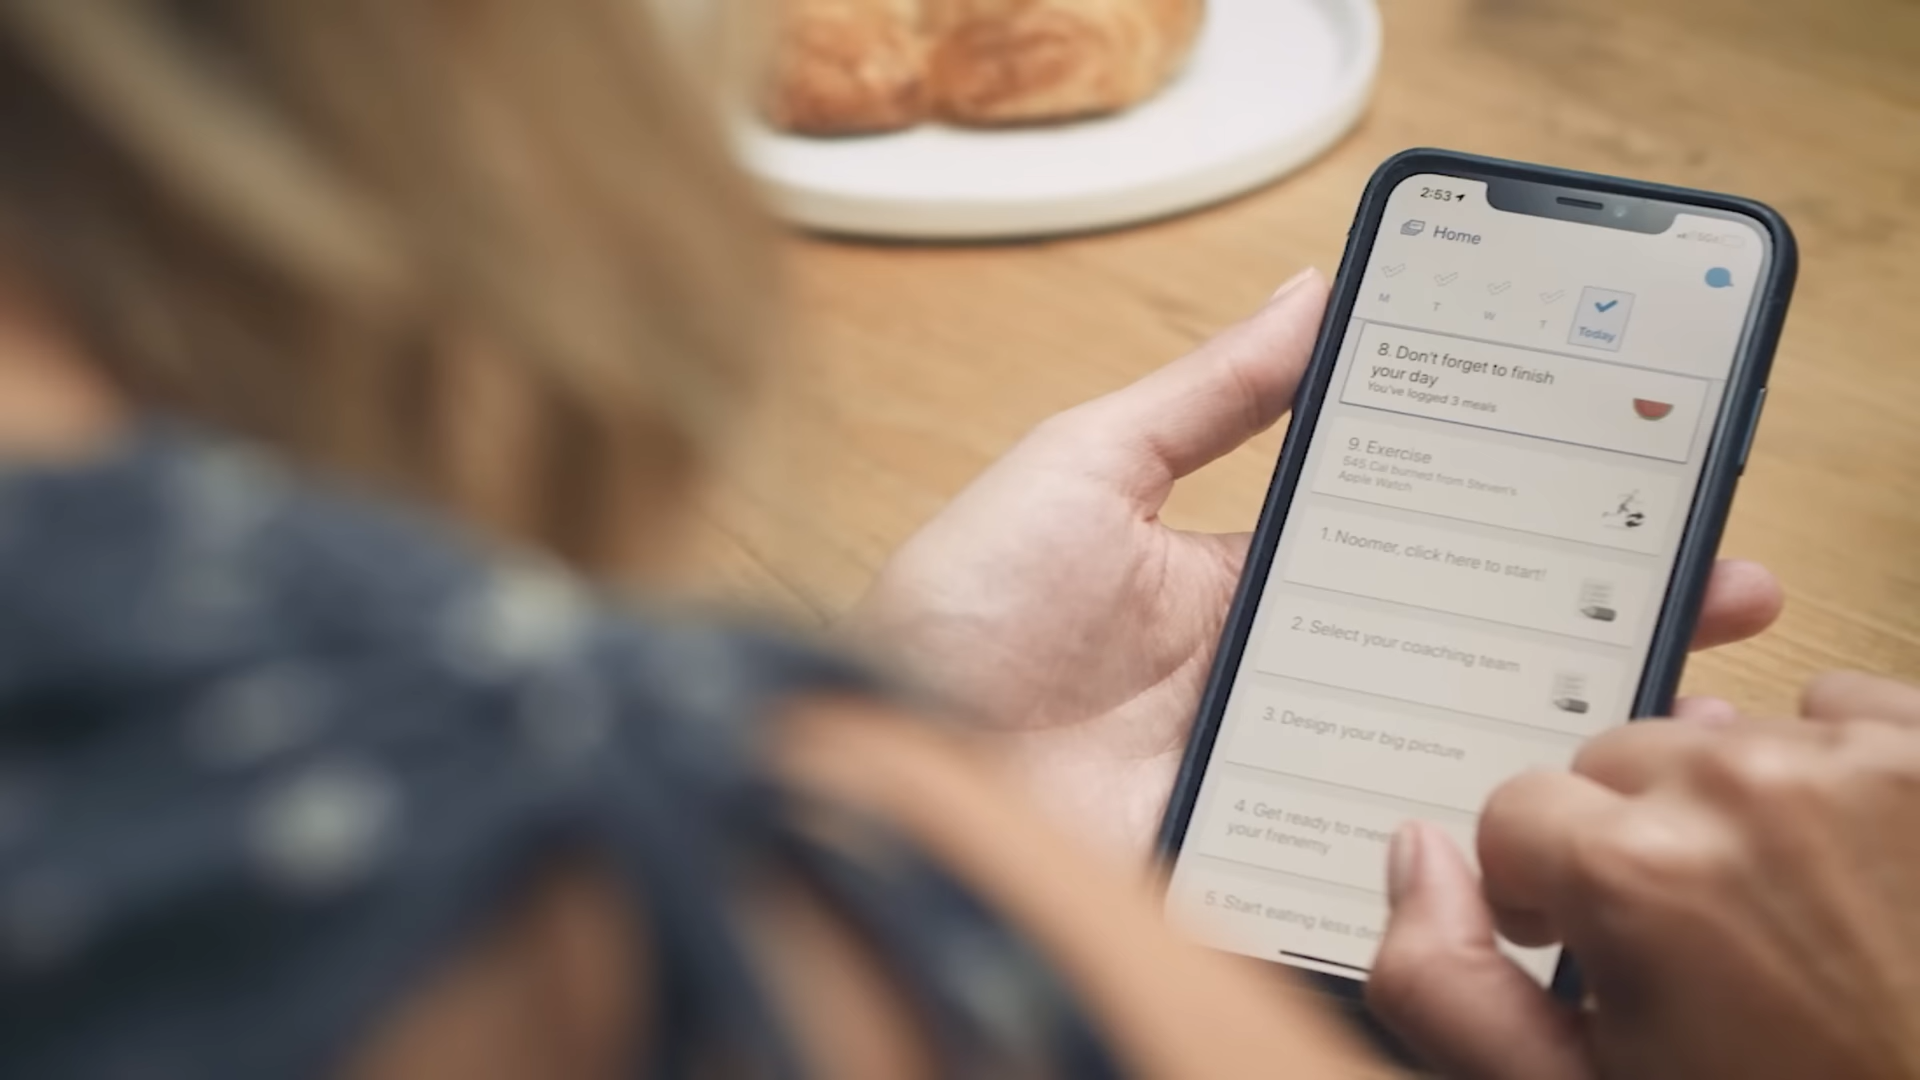 2:53
Home
M T W T Today
8. Don't forget to finish
your day
You've logged 3 meals
9. Exercise
545 Cal burned from Steven's
Apple Watch
1. Noomer, click here to start!
2. Select your coaching team
3. Design your big picture
4. Get ready to
your frenemy
5. Start eating less